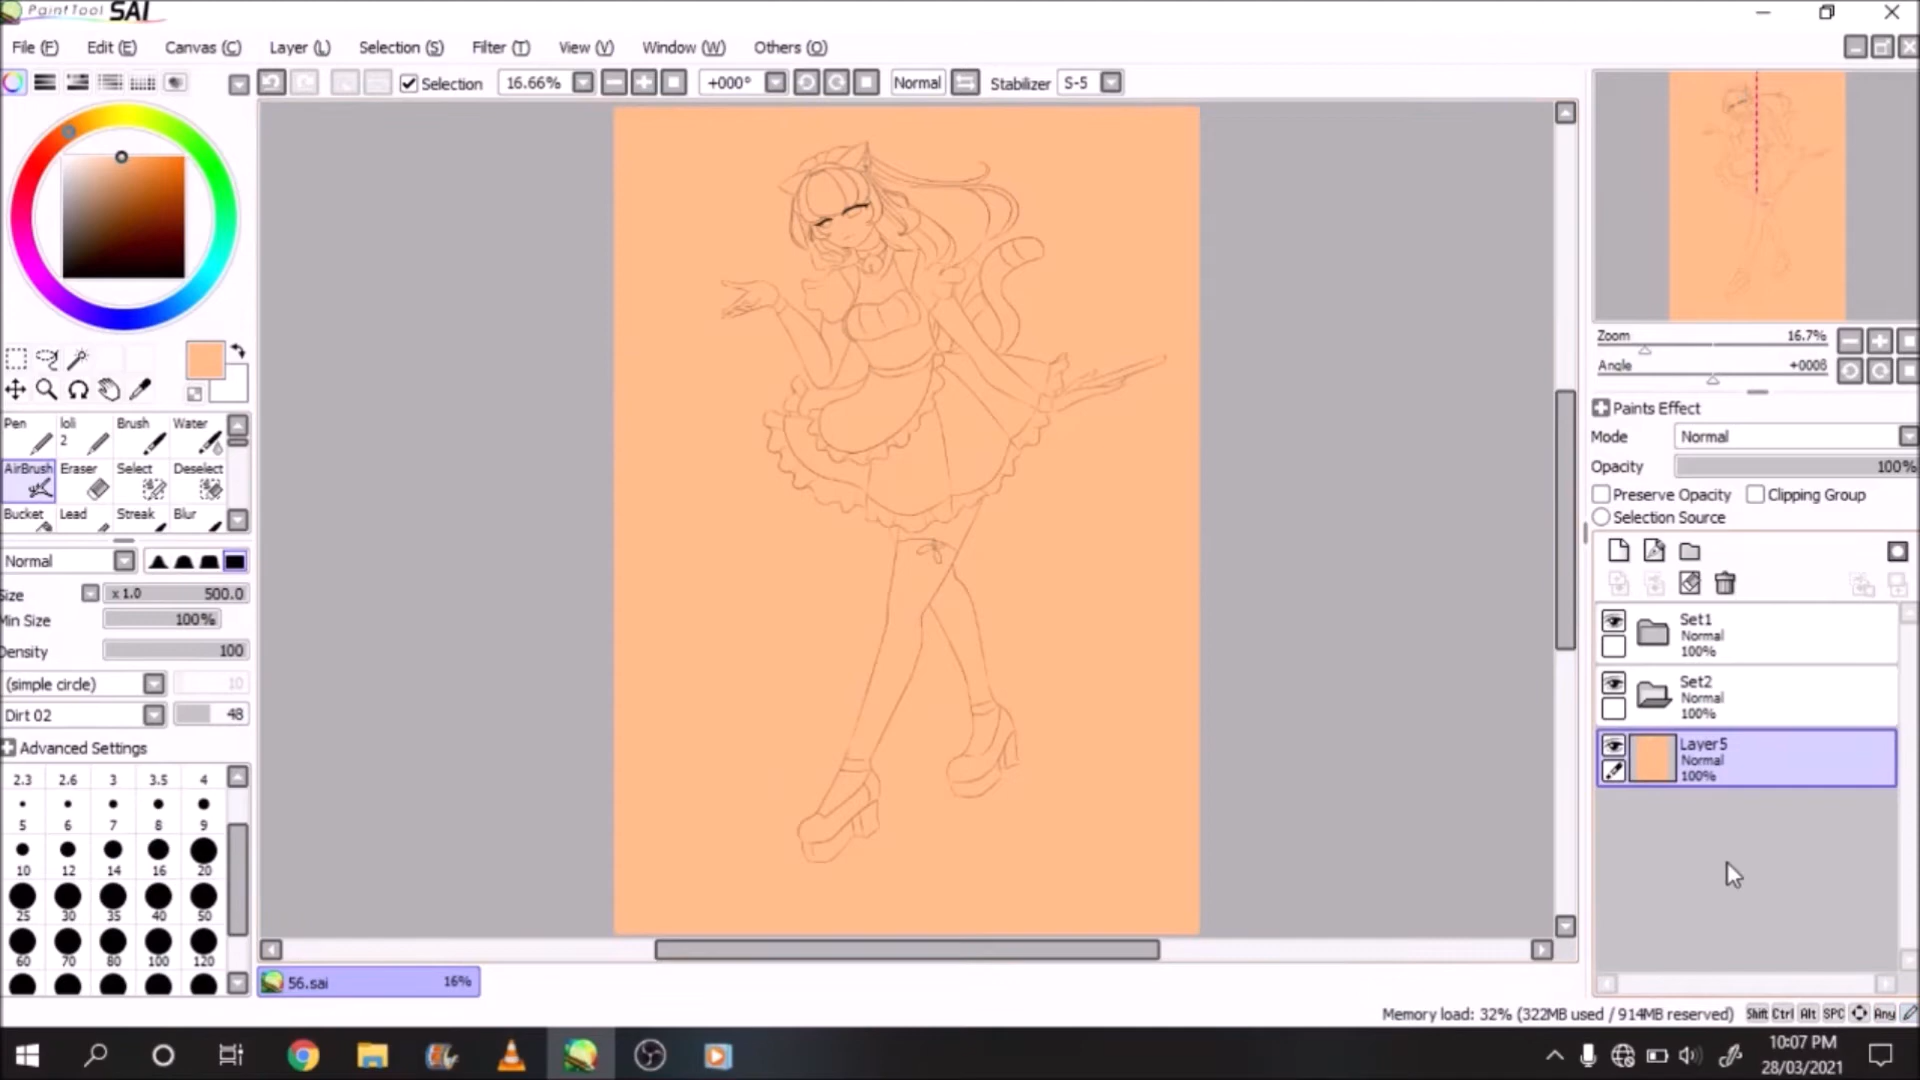 PaintTool SAI
File (F) Edit (E) Canvas (C) Layer (L) Selection (S) Filter (T) View (V) Window (W) Others (O)
Selection 16.66% +000° Normal Stabilizer S-5
Zoom 16.7%
Angle
Paints Effect
Mode Normal
Opacity 100%
Preserve Opacity Clipping Group
Selection Source
Pen loli 2 Brush Water
AirBrush Eraser Select Deselect
Bucket Lead Streak Blur
Normal
Size x 1.0 500.0
Min Size 100%
Density 100
(simple circle) 10
Dirt 02 48
Advanced Settings
2.3 2.6 3 3.5 4
5 6 7 8 9
10 12 14 16 20
25 30 35 40 50
60 70 80 100 120
Set1
Normal
100%
Set2
Normal
100%
Layer5
Normal
100%
56.sai 16%
Memory load: 32% (322MB used / 914MB reserved) Shift Ctrl Alt SPC Any
10:07 PM
28/03/2021